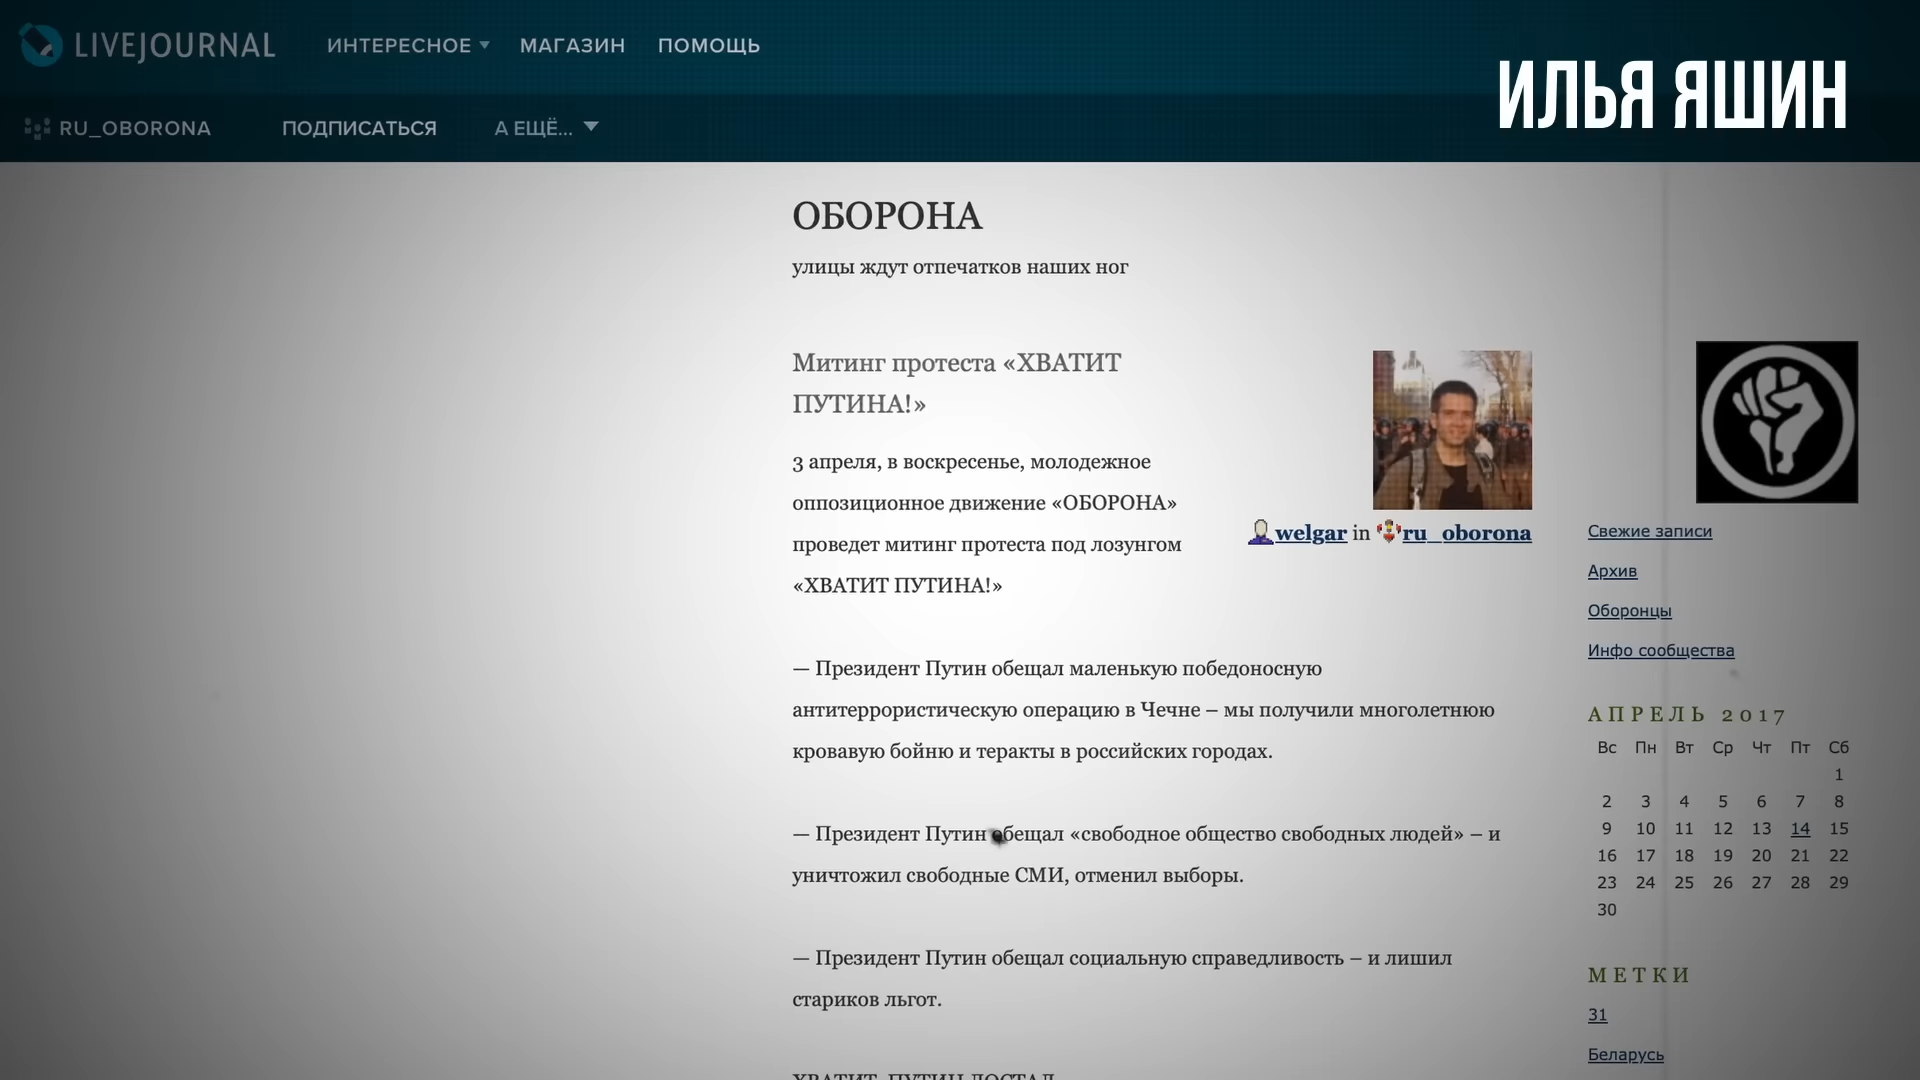 LIVEJOURNAL
ИНТЕРЕСНОЕ МАГАЗИН ПОМОЩЬ
ИЛЬЯ ЯШИН
RU_OBORONA ПОДПИСАТЬСЯ А ЕЩЁ...
ОБОРОНА
улицы ждут отпечатков наших ног
Митинг протеста «ХВАТИТ
ПУТИНА!»
3 апреля, в воскресенье, молодежное
оппозиционное движение «ОБОРОНА»
проведет митинг протеста под лозунгом
«ХВАТИТ ПУТИНА!»
welgar in ru_oborona
— Президент Путин обещал маленькую победоносную
антитеррористическую операцию в Чечне – мы получили многолетнюю
кровавую бойню и теракты в российских городах.
— Президент Путин обещал «свободное общество свободных людей» – и
уничтожил свободные СМИ, отменил выборы.
— Президент Путин обещал социальную справедливость – и лишил
стариков льгот.
ХВАТИТ, ПУТИН ДОСТАЛ
Свежие записи
Архив
Оборонцы
Инфо сообщества
АПРЕЛЬ 2017
Вс Пн Вт Ср Чт Пт Сб
1
2 3 4 5 6 7 8
9 10 11 12 13 14 15
16 17 18 19 20 21 22
23 24 25 26 27 28 29
30
МЕТКИ
31
Беларусь